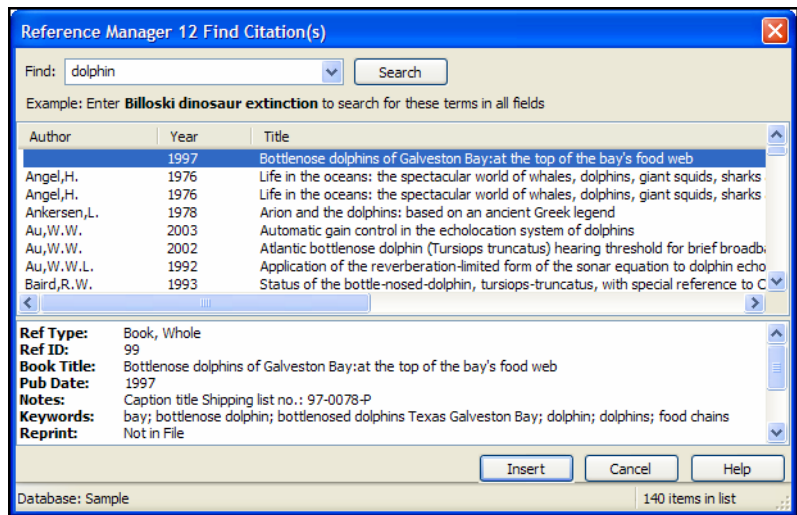 Reference Manager 12 Find Citation(s)
Find: dolphin Search
Example: Enter Billoski dinosaur extinction to search for these terms in all fields
Author Year Title
1997 Bottlenose dolphins of Galveston Bay:at the top of the bay's food web
Angel,H. 1976 Life in the oceans: the spectacular world of whales, dolphins, giant squids, sharks
Angel,H. 1976 Life in the oceans: the spectacular world of whales, dolphins, giant squids, sharks
Ankersen,L. 1978 Arion and the dolphins: based on an ancient Greek legend
Au,W.W. 2003 Automatic gain control in the echolocation system of dolphins
Au,W.W. 2002 Atlantic bottlenose dolphin (Tursiops truncatus) hearing threshold for brief broadb
Au,W.W.L. 1992 Application of the reverberation-limited form of the sonar equation to dolphin echo
Baird,R.W. 1993 Status of the bottle-nosed-dolphin, tursiops-truncatus, with special reference to C
Ref Type: Book, Whole
Ref ID: 99
Book Title: Bottlenose dolphins of Galveston Bay:at the top of the bay's food web
Pub Date: 1997
Notes: Caption title Shipping list no.: 97-0078-P
Keywords: bay; bottlenose dolphin; bottlenosed dolphins Texas Galveston Bay; dolphin; dolphins; food chains
Reprint: Not in File
Insert Cancel Help
Database: Sample 140 items in list